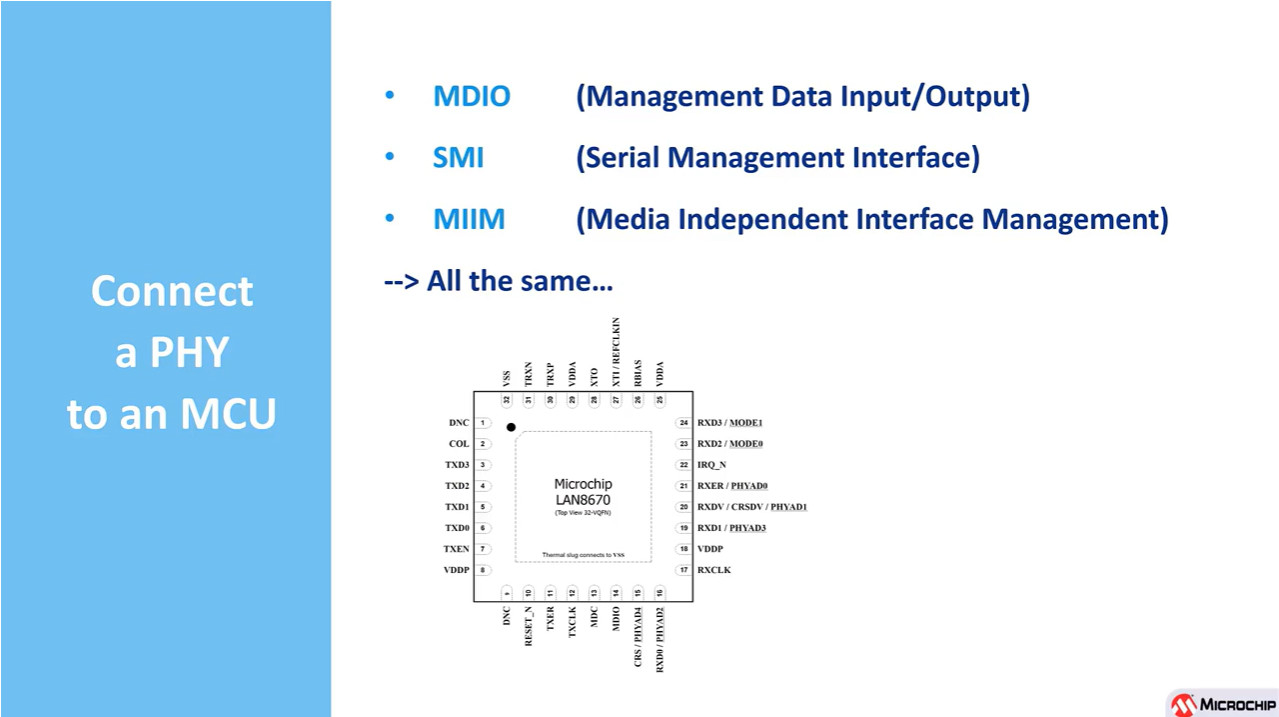 Connect
a PHY
to an MCU
• MDIO (Management Data Input/Output)
• SMI (Serial Management Interface)
• MIIM (Media Independent Interface Management)
--> All the same…
VSS
TRXN
TRXP
VDDA
XTO
XTI / REFCLKIN
RBIAS
VDDA
32 31 30 29 28 27 26 25
DNC 1
COL 2
TXD3 3
TXD2 4
TXD1 5
TXD0 6
TXEN 7
VDDP 8
Microchip
LAN8670
(Top View 32-VQFN)
Thermal slug connects to VSS
24 RXD3 / MODE1
23 RXD2 / MODE0
22 IRQ_N
21 RXER / PHYAD0
20 RXDV / CRSDV / PHYAD1
19 RXD1 / PHYAD3
18 VDDP
17 RXCLK
9 10 11 12 13 14 15 16
DNC
RESET_N
TXER
TXCLK
MDC
MDIO
CRS / PHYAD4
RXD0 / PHYAD2
MICROCHIP